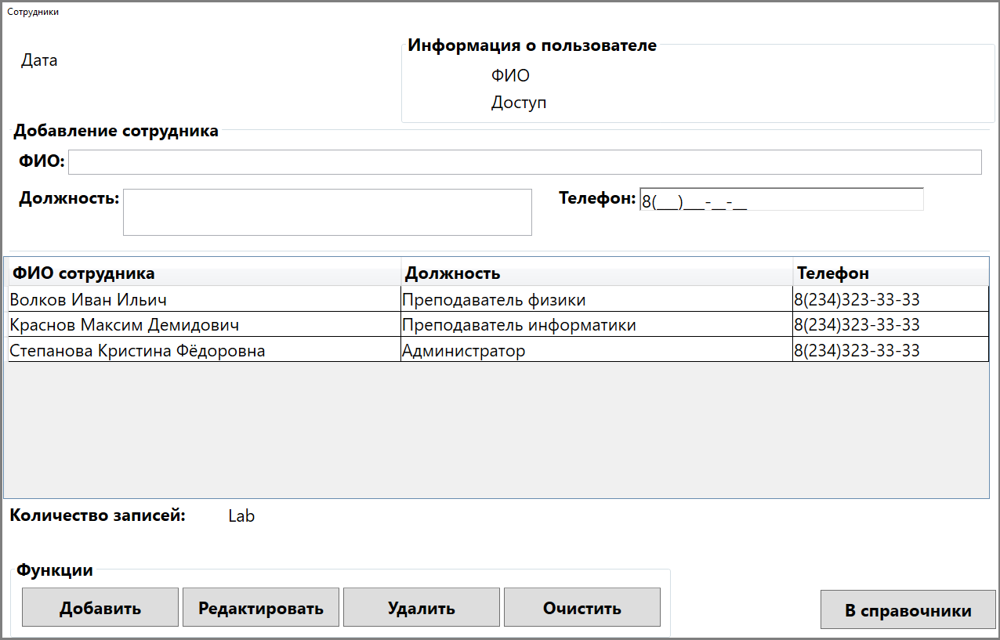 Сотрудники
Дата
Информация о пользователе
ФИО
Доступ
Добавление сотрудника
ФИО:
Должность: Телефон: 8(___)___-__-__
ФИО сотрудника Должность Телефон
Волков Иван Ильич Преподаватель физики 8(234)323-33-33
Краснов Максим Демидович Преподаватель информатики 8(234)323-33-33
Степанова Кристина Фёдоровна Администратор 8(234)323-33-33
Количество записей: Lab
Функции
Добавить Редактировать Удалить Очистить В справочники